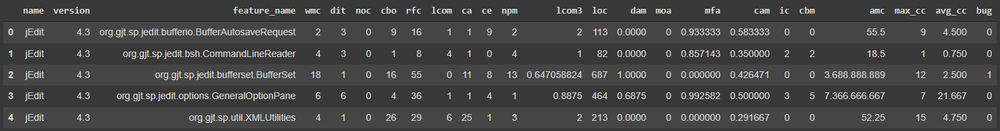 name version feature_name wmc dit noc cbo rfc lcom ca ce npm lcom3 loc dam moa mfa cam ic cbm amc max_cc avg_cc bug
0 jEdit 4.3 org.gjt.sp.jedit.bufferio.BufferAutosaveRequest 2 3 0 9 16 1 1 9 2 2 113 0.0000 0 0.933333 0.583333 0 0 55.5 9 4.500 0
1 jEdit 4.3 org.gjt.sp.jedit.bsh.CommandLineReader 4 3 0 1 8 4 1 0 4 1 82 0.0000 0 0.857143 0.350000 2 2 18.5 1 0.750 0
2 jEdit 4.3 org.gjt.sp.jedit.bufferset.BufferSet 18 1 0 16 55 0 11 8 13 0.647058824 687 1.0000 0 0.000000 0.426471 0 0 3.688.888.889 12 2.500 1
3 jEdit 4.3 org.gjt.sp.jedit.options.GeneralOptionPane 6 6 0 4 36 1 1 4 1 0.8875 464 0.6875 0 0.992582 0.500000 3 5 7.366.666.667 7 21.667 0
4 jEdit 4.3 org.gjt.sp.util.XMLUtilities 4 1 0 26 29 6 25 1 3 2 213 0.0000 0 0.000000 0.291667 0 0 52.25 15 4.750 0